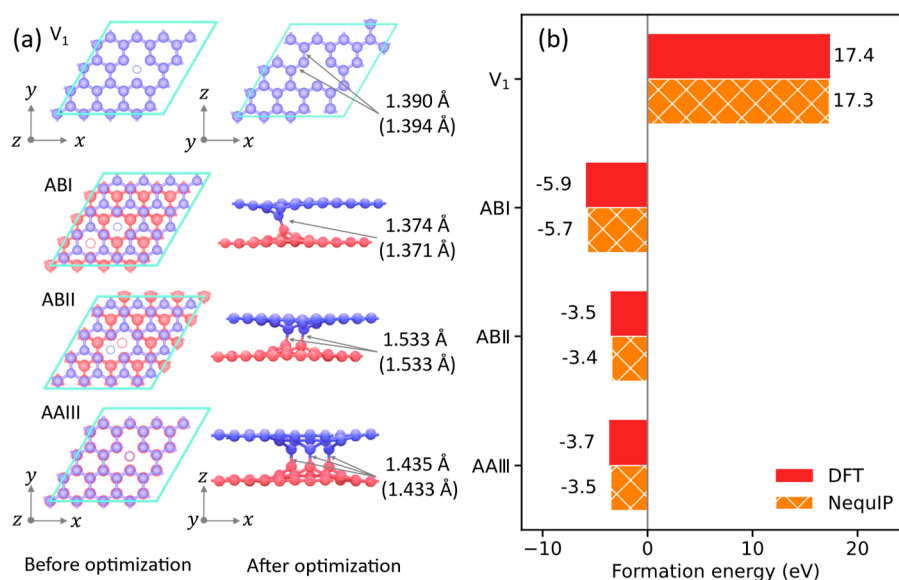 (a) V1
y
z x
z
y x
1.390 Å
(1.394 Å)
ABI
1.374 Å
(1.371 Å)
ABII
1.533 Å
(1.533 Å)
AAIII
1.435 Å
(1.433 Å)
y
z x
z
y x
Before optimization After optimization
(b)
V1
17.4
17.3
ABI
-5.9
-5.7
ABII
-3.5
-3.4
AAIII
-3.7
-3.5
DFT
NequIP
−10 0 10 20
Formation energy (eV)